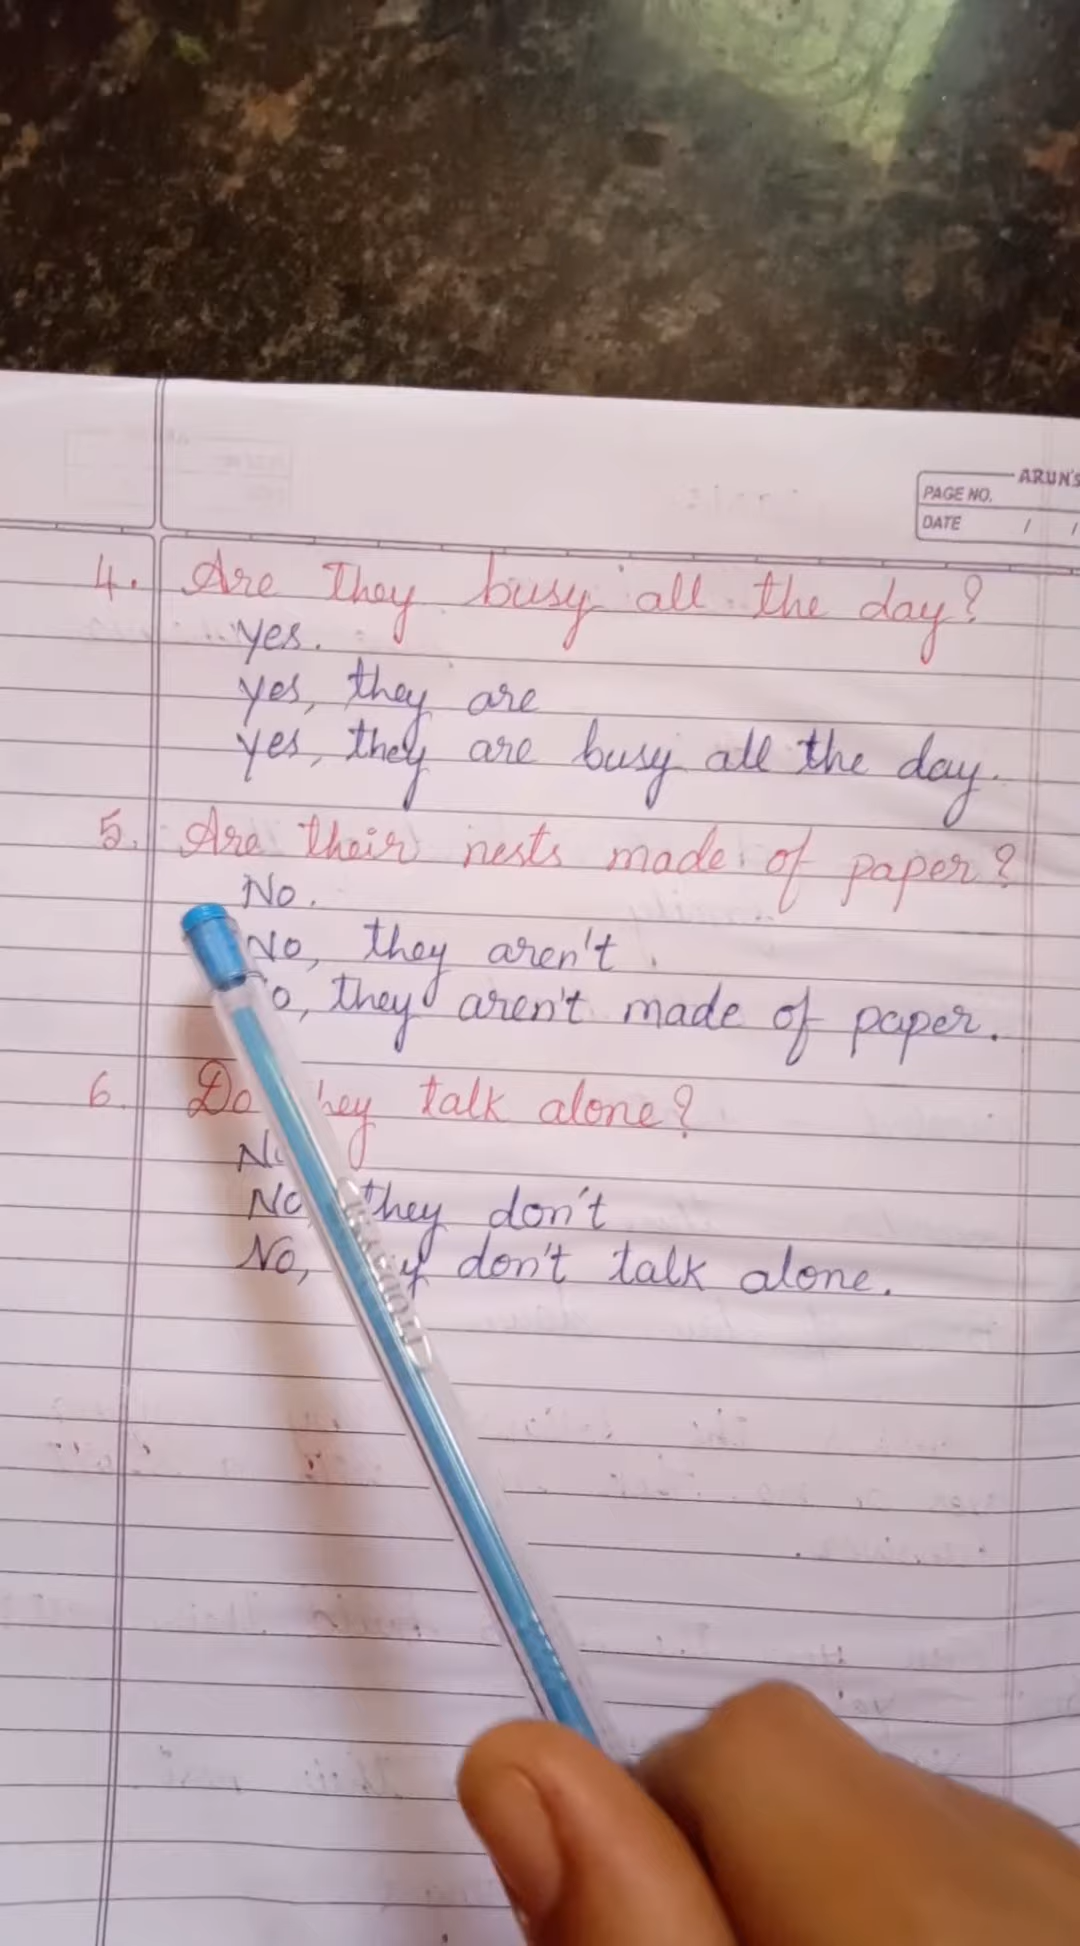 ARUN'S
PAGE NO.
DATE / /
4. Are they busy all the day?
yes.
yes, they are
yes, they are busy all the day.
5. Are their nests made of paper?
No.
No, they aren't.
they aren't made of paper.
6. Do talk alone?
No, they don't
No, don't talk alone.